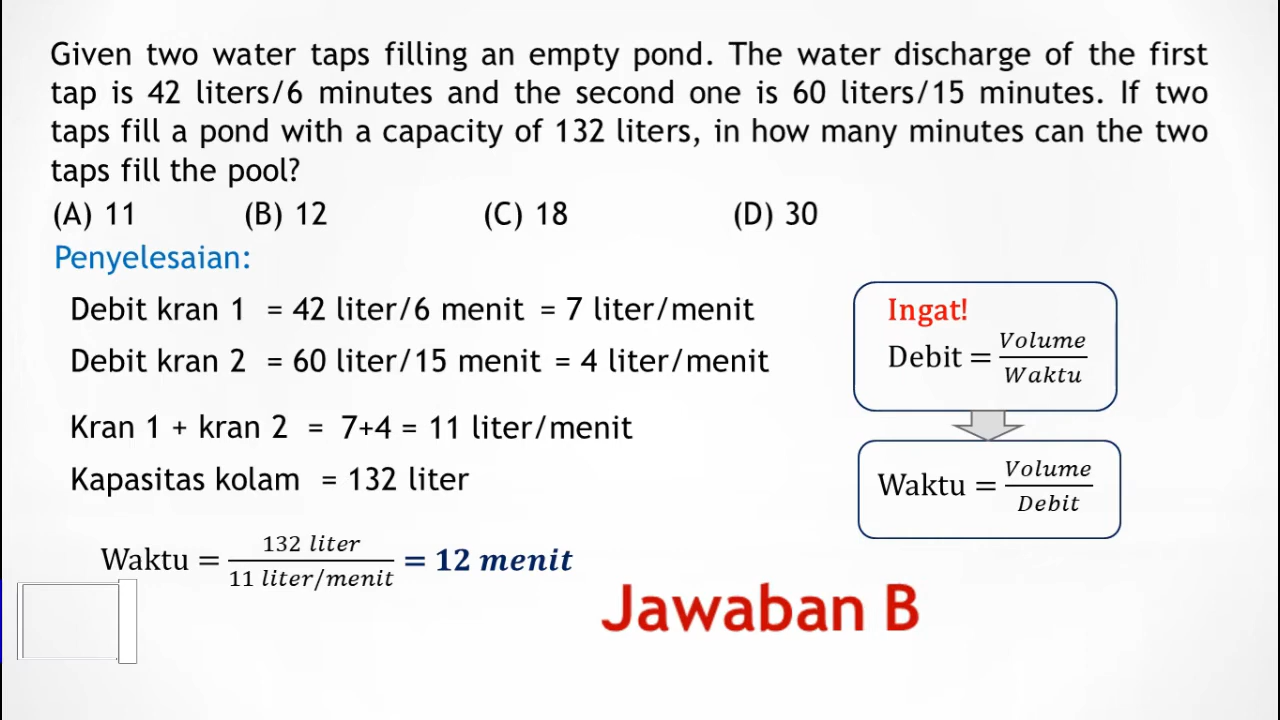 Given two water taps filling an empty pond. The water discharge of the first
tap is 42 liters/6 minutes and the second one is 60 liters/15 minutes. If two
taps fill a pond with a capacity of 132 liters, in how many minutes can the two
taps fill the pool?
(A) 11 (B) 12 (C) 18 (D) 30
Penyelesaian:
Debit kran 1 = 42 liter/6 menit = 7 liter/menit
Debit kran 2 = 60 liter/15 menit = 4 liter/menit
Kran 1 + kran 2 = 7+4 = 11 liter/menit
Kapasitas kolam = 132 liter
Waktu = 132 liter / 11 liter/menit = 12 menit
Jawaban B
Ingat!
Debit = Volume / Waktu
Waktu = Volume / Debit